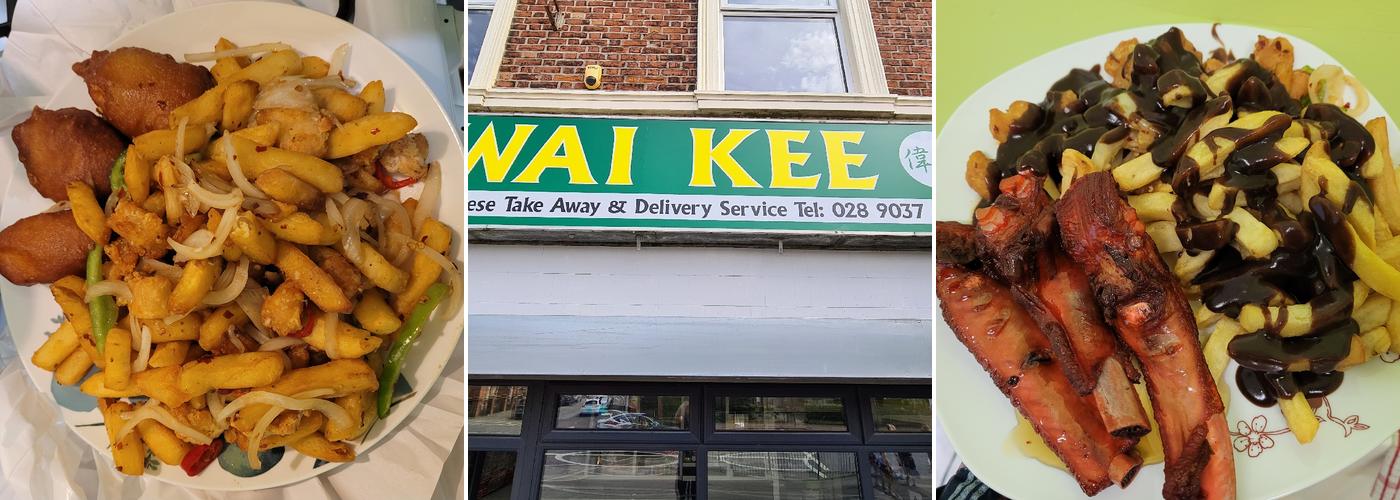 WAI KEE
偉
ese Take Away & Delivery Service Tel: 028 9037